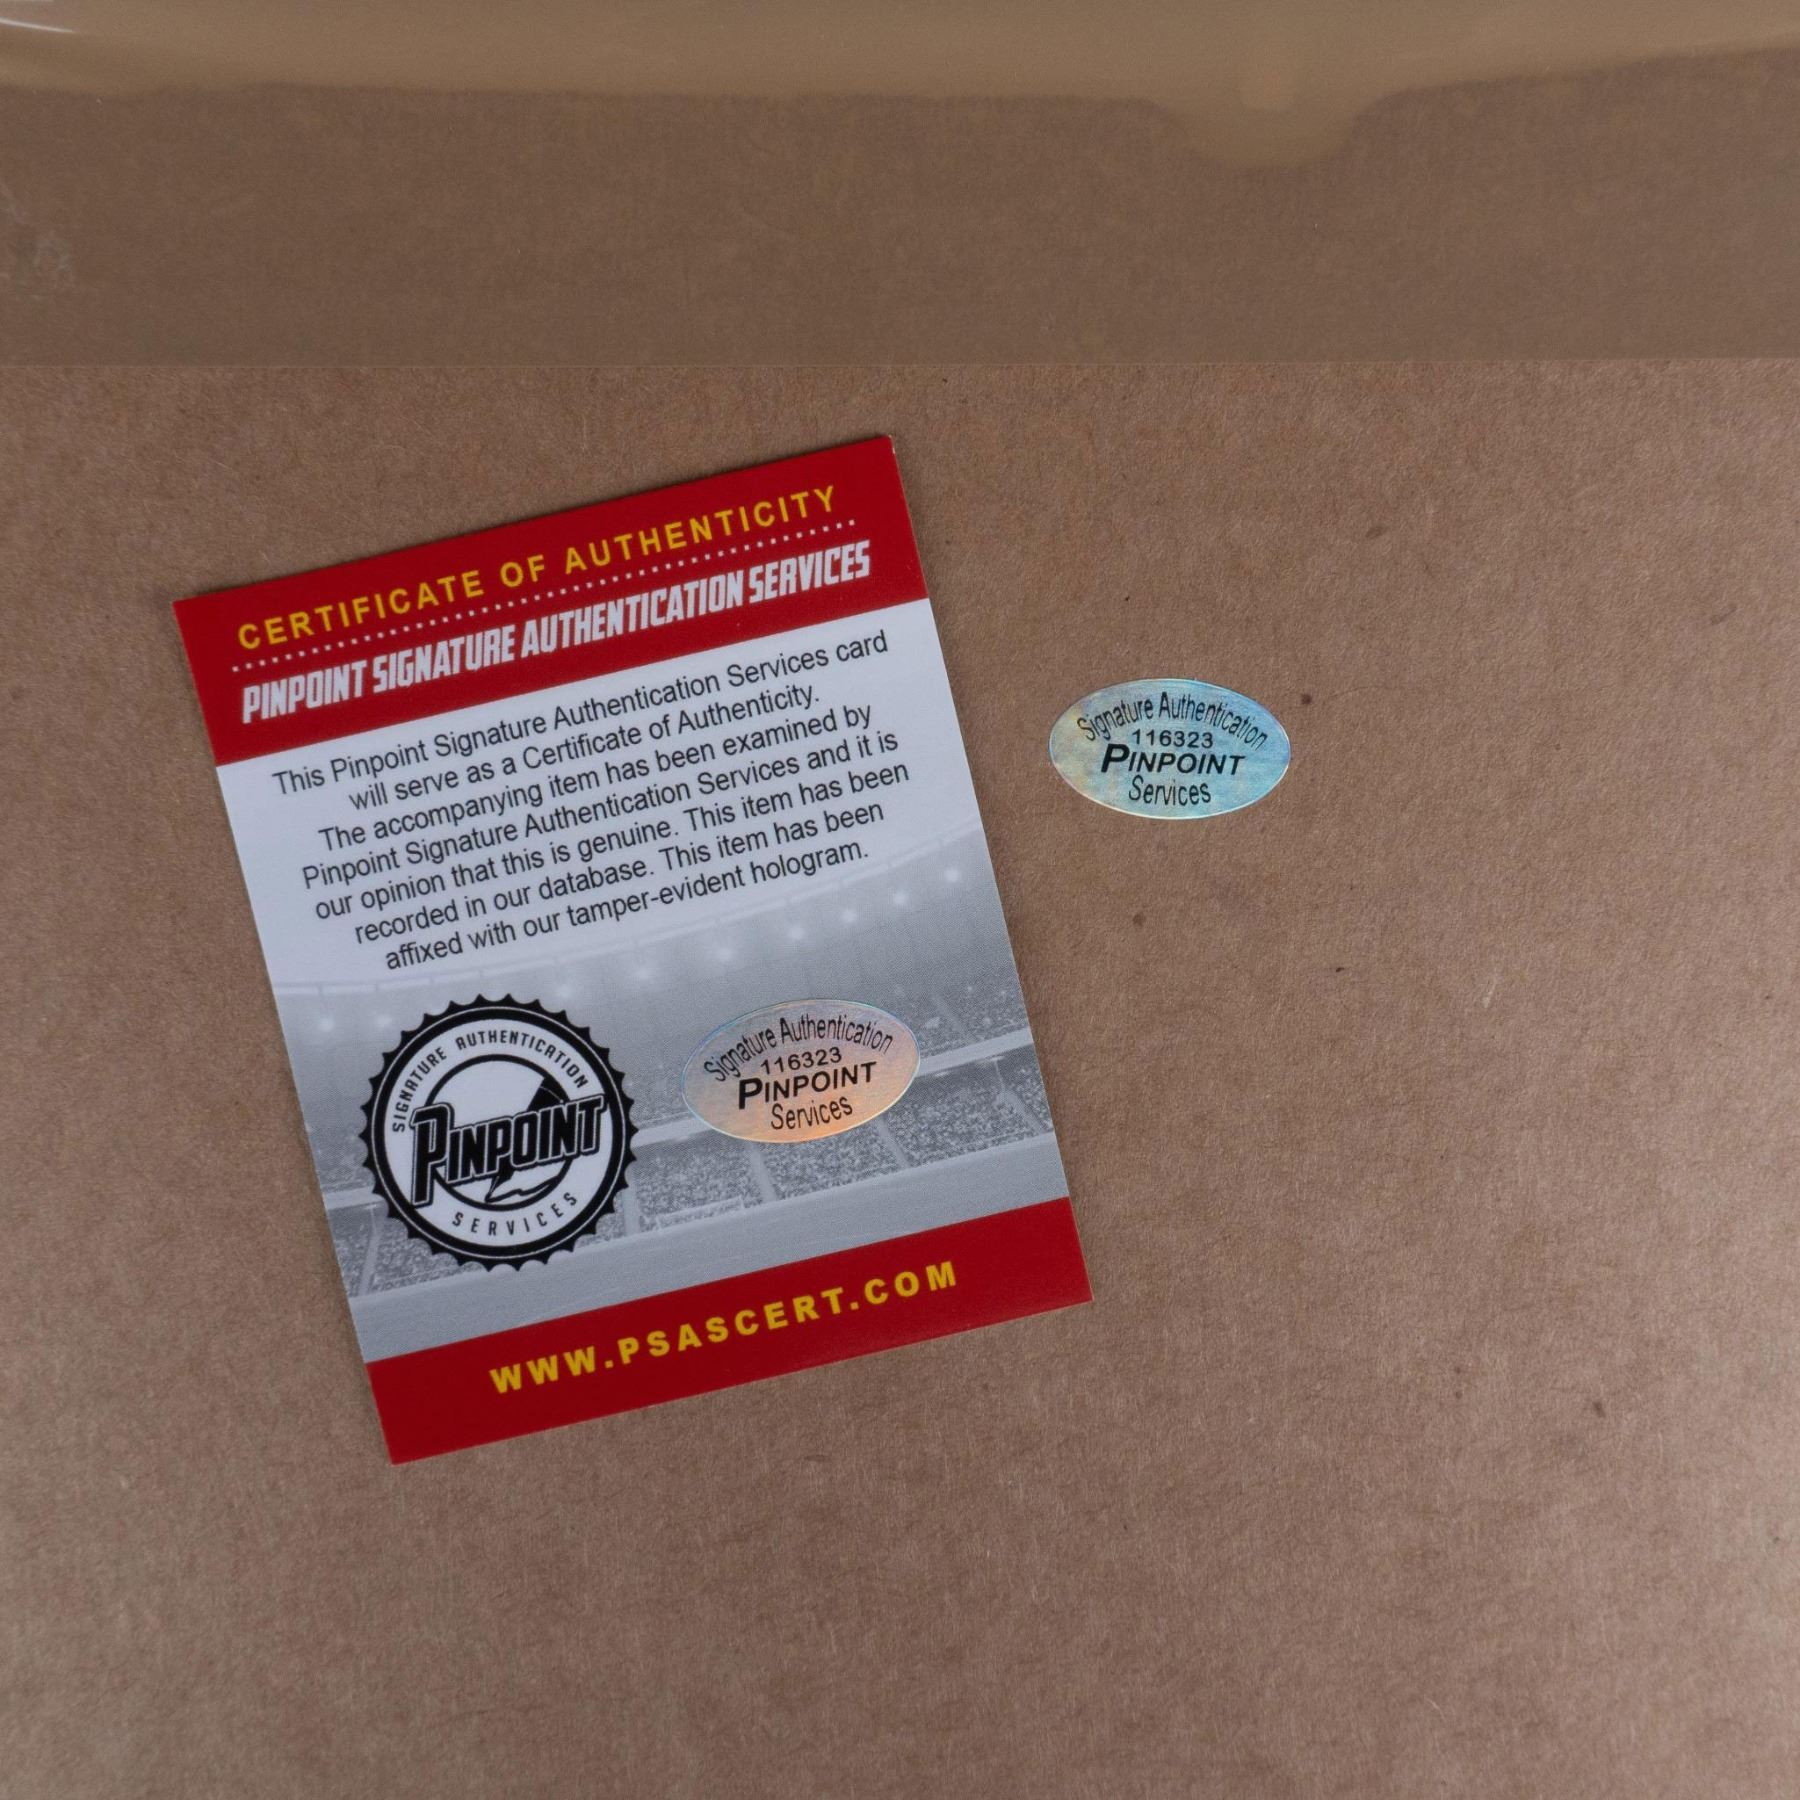 CERTIFICATE OF AUTHENTICITY
PINPOINT SIGNATURE AUTHENTICATION SERVICES
This Pinpoint Signature Authentication Services card
will serve as a Certificate of Authenticity.
The accompanying item has been examined by
Pinpoint Signature Authentication Services and it is
our opinion that this is genuine. This item has been
recorded in our database. This item has been
affixed with our tamper-evident hologram.
SIGNATURE AUTHENTICATION
PINPOINT
SERVICES
Signature Authentication
116323
PINPOINT
Services
WWW.PSASCERT.COM
Signature Authentication
116323
PINPOINT
Services